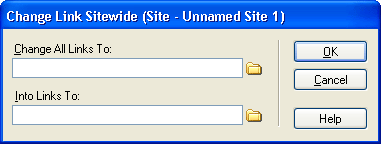 Change Link Sitewide (Site - Unnamed Site 1)
Change All Links To:
OK
Cancel
Into Links To:
Help